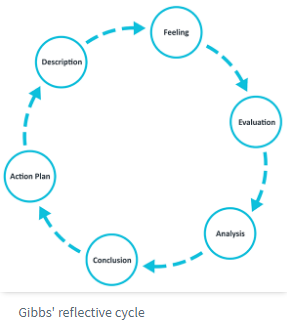 Feeling
Description
Evaluation
Action Plan
Analysis
Conclusion
Gibbs' reflective cycle